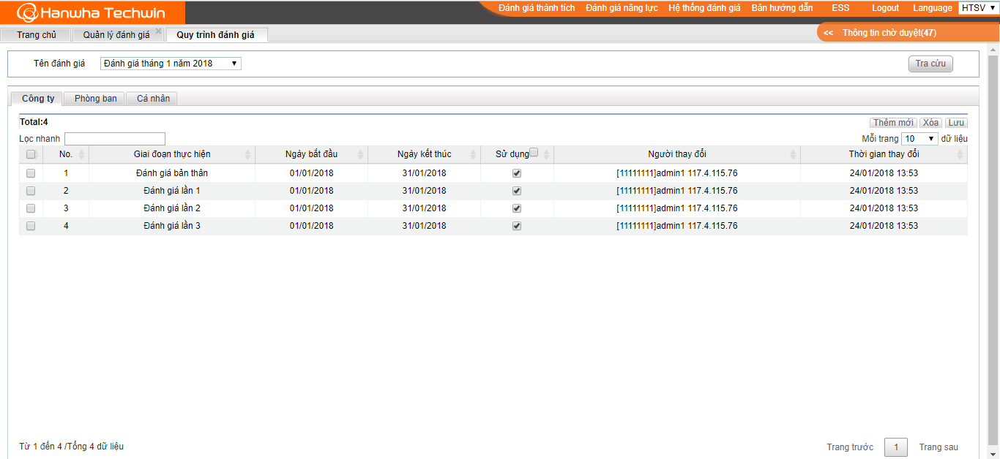 Hanwha Techwin
Đánh giá thành tích Đánh giá năng lực Hệ thống đánh giá Bản hướng dẫn ESS Logout Language HTSV
Trang chủ Quản lý đánh giá Quy trình đánh giá << Thông tin chờ duyệt(47)
Tên đánh giá Đánh giá tháng 1 năm 2018 Tra cứu
Công ty Phòng ban Cá nhân
Total:4 Thêm mới Xóa Lưu
Lọc nhanh Mỗi trang 10 dữ liệu
No. Giai đoạn thực hiện Ngày bắt đầu Ngày kết thúc Sử dụng Người thay đổi Thời gian thay đổi
1 Đánh giá bản thân 01/01/2018 31/01/2018 [11111111]admin1 117.4.115.76 24/01/2018 13:53
2 Đánh giá lần 1 01/01/2018 31/01/2018 [11111111]admin1 117.4.115.76 24/01/2018 13:53
3 Đánh giá lần 2 01/01/2018 31/01/2018 [11111111]admin1 117.4.115.76 24/01/2018 13:53
4 Đánh giá lần 3 01/01/2018 31/01/2018 [11111111]admin1 117.4.115.76 24/01/2018 13:53
Từ 1 đến 4 /Tổng 4 dữ liệu Trang trước 1 Trang sau